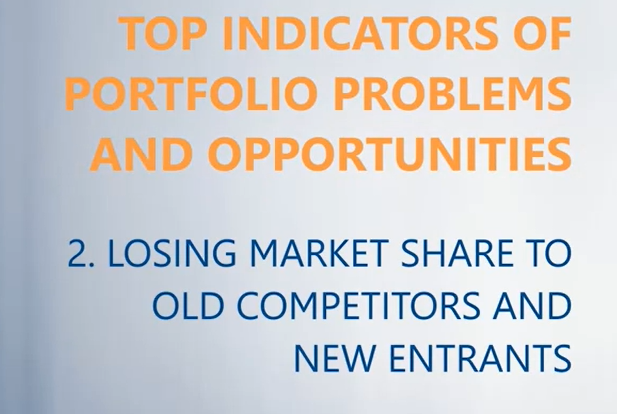 TOP INDICATORS OF
PORTFOLIO PROBLEMS
AND OPPORTUNITIES
2. LOSING MARKET SHARE TO
OLD COMPETITORS AND
NEW ENTRANTS